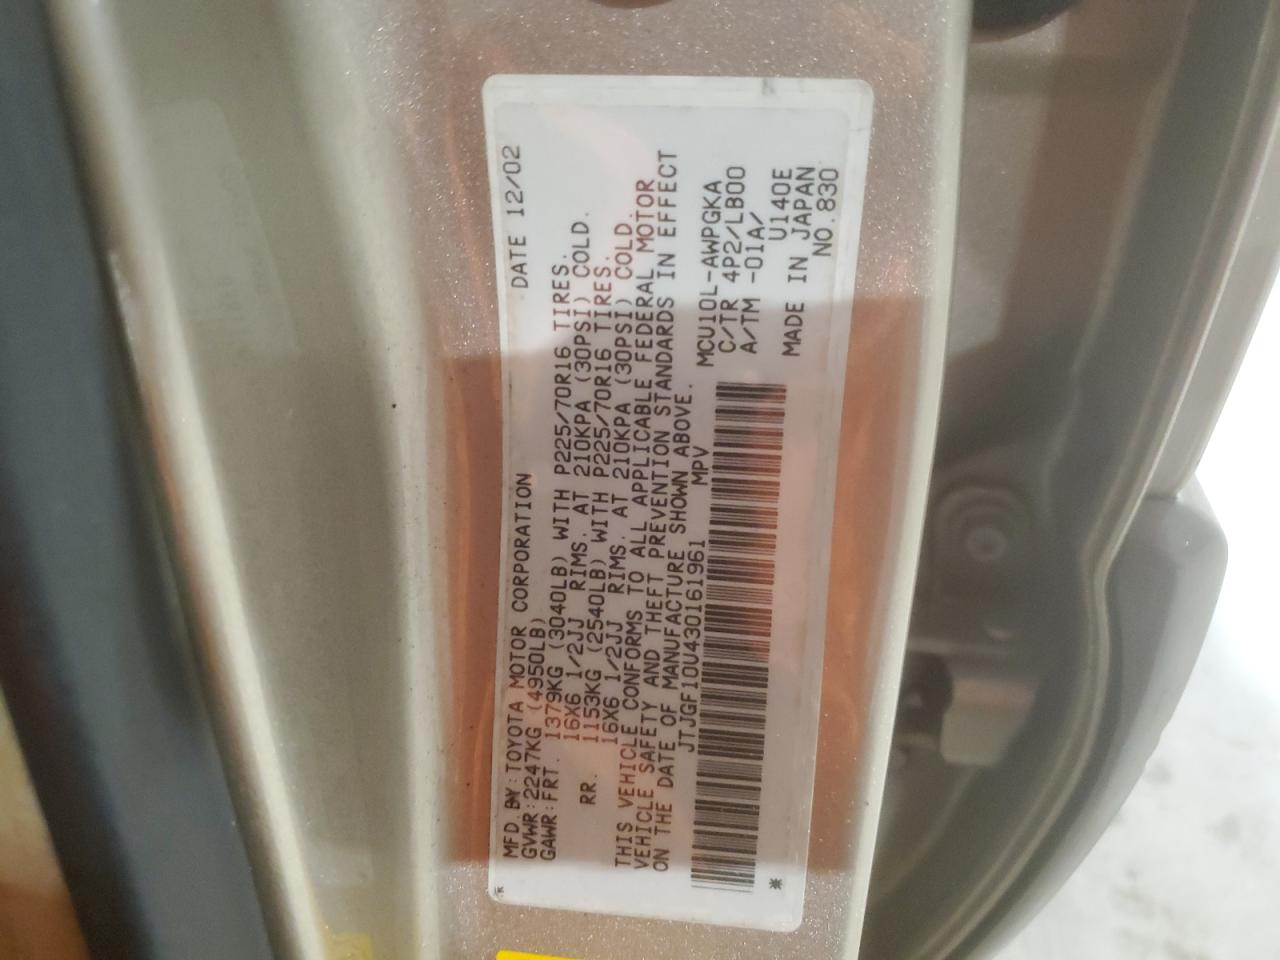 MFD. BY: TOYOTA MOTOR CORPORATION DATE 12/02
GVWR: 2247KG (4950LB)
GAWR: FRT. 1379KG (3040LB) WITH P225/70R16 TIRES.
16X6 1/2JJ RIMS. AT 210KPA (30PSI) COLD.
RR. 1153KG (2540LB) WITH P225/70R16 TIRES.
16X6 1/2JJ RIMS. AT 210KPA (30PSI) COLD.
THIS VEHICLE CONFORMS TO ALL APPLICABLE FEDERAL MOTOR
VEHICLE SAFETY AND THEFT PREVENTION STANDARDS IN EFFECT
ON THE DATE OF MANUFACTURE SHOWN ABOVE.
JTJGF10U430161961 MPV
MCU10L-AWPGKA
C/TR 4P2/LB00
A/TM -01A/
U140E
MADE IN JAPAN
NO.830